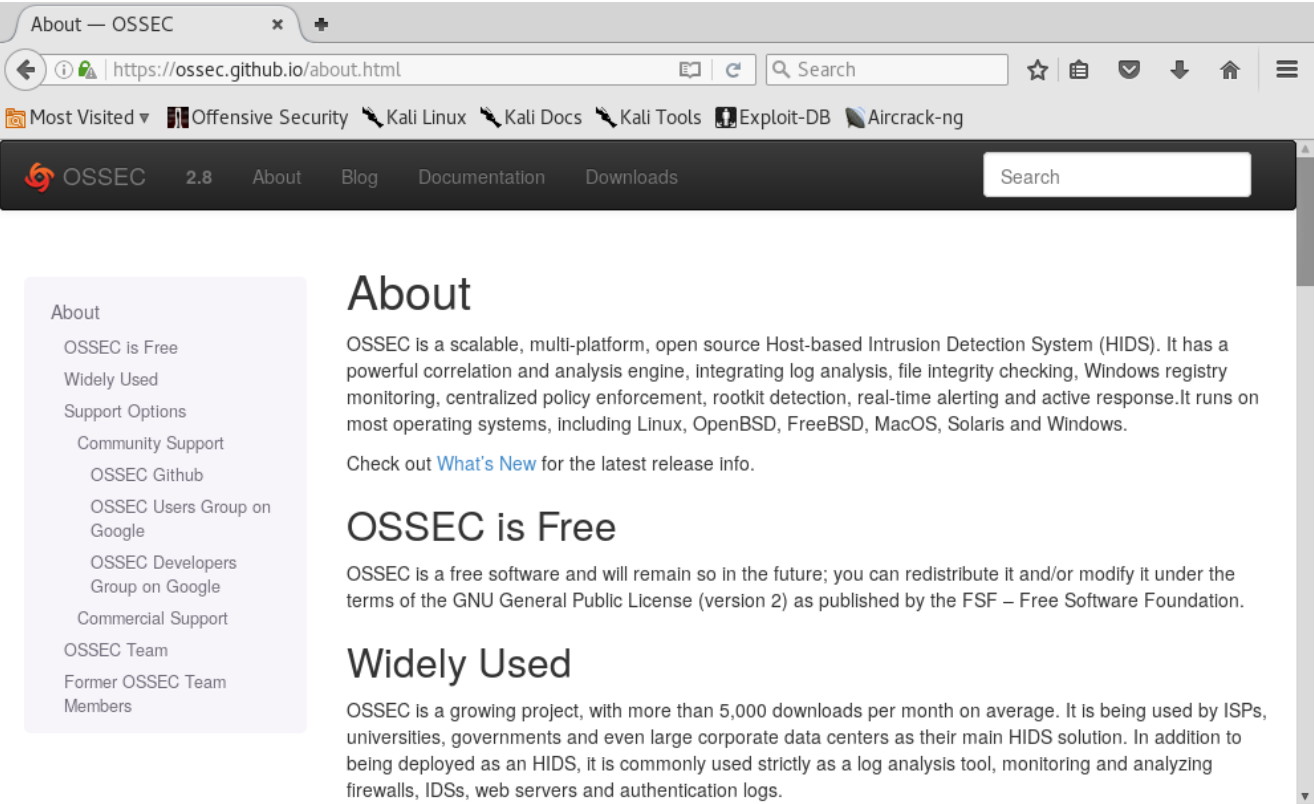 About — OSSEC
https://ossec.github.io/about.html
Search
Most Visited
Offensive Security
Kali Linux
Kali Docs
Kali Tools
Exploit-DB
Aircrack-ng
OSSEC 2.8 About Blog Documentation Downloads
Search
About
OSSEC is Free
Widely Used
Support Options
Community Support
OSSEC Github
OSSEC Users Group on
Google
OSSEC Developers
Group on Google
Commercial Support
OSSEC Team
Former OSSEC Team
Members
About
OSSEC is a scalable, multi-platform, open source Host-based Intrusion Detection System (HIDS). It has a
powerful correlation and analysis engine, integrating log analysis, file integrity checking, Windows registry
monitoring, centralized policy enforcement, rootkit detection, real-time alerting and active response.It runs on
most operating systems, including Linux, OpenBSD, FreeBSD, MacOS, Solaris and Windows.
Check out What's New for the latest release info.
OSSEC is Free
OSSEC is a free software and will remain so in the future; you can redistribute it and/or modify it under the
terms of the GNU General Public License (version 2) as published by the FSF – Free Software Foundation.
Widely Used
OSSEC is a growing project, with more than 5,000 downloads per month on average. It is being used by ISPs,
universities, governments and even large corporate data centers as their main HIDS solution. In addition to
being deployed as an HIDS, it is commonly used strictly as a log analysis tool, monitoring and analyzing
firewalls, IDSs, web servers and authentication logs.